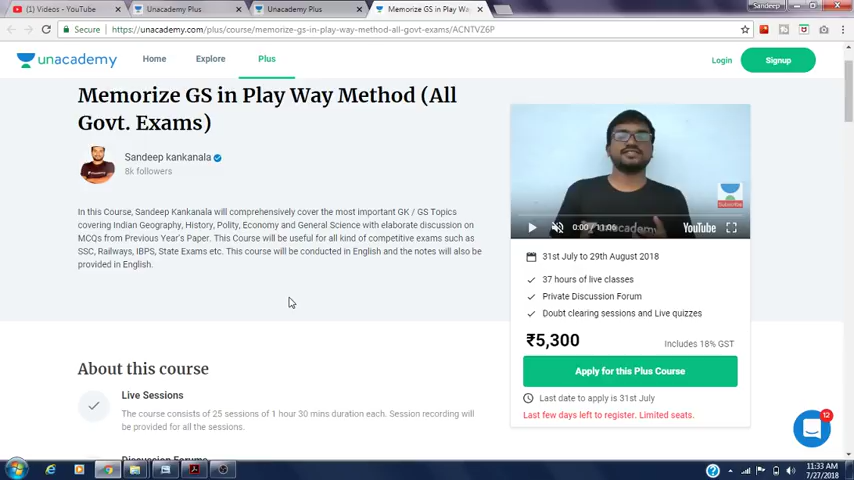 Videos - YouTube
Unacademy Plus
Unacademy Plus
Memorize GS in Play Way
Sandeep
Secure
https://unacademy.com/plus/course/memorize-gs-in-play-way-method-all-govt-exams/ACNTVZ6P
unacademy
Home
Explore
Plus
Login
Signup
Memorize GS in Play Way Method (All
Govt. Exams)
Sandeep kankanala
8k followers
In this Course, Sandeep Kankanala will comprehensively cover the most important GK / GS Topics
covering Indian Geography, History, Polity, Economy and General Science with elaborate discussion on
MCQs from Previous Year's Paper. This Course will be useful for all kind of competitive exams such as
SSC, Railways, IBPS, State Exams etc. This course will be conducted in English and the notes will also be
provided in English.
Subscribe
0:00 / 11:06
YouTube
31st July to 29th August 2018
37 hours of live classes
Private Discussion Forum
Doubt clearing sessions and Live quizzes
₹5,300
Includes 18% GST
Apply for this Plus Course
Last date to apply is 31st July
Last few days left to register. Limited seats.
12
About this course
Live Sessions
The course consists of 25 sessions of 1 hour 30 mins duration each. Session recording will
be provided for all the sessions.
Discussion Forums
11:33 AM
7/27/2018